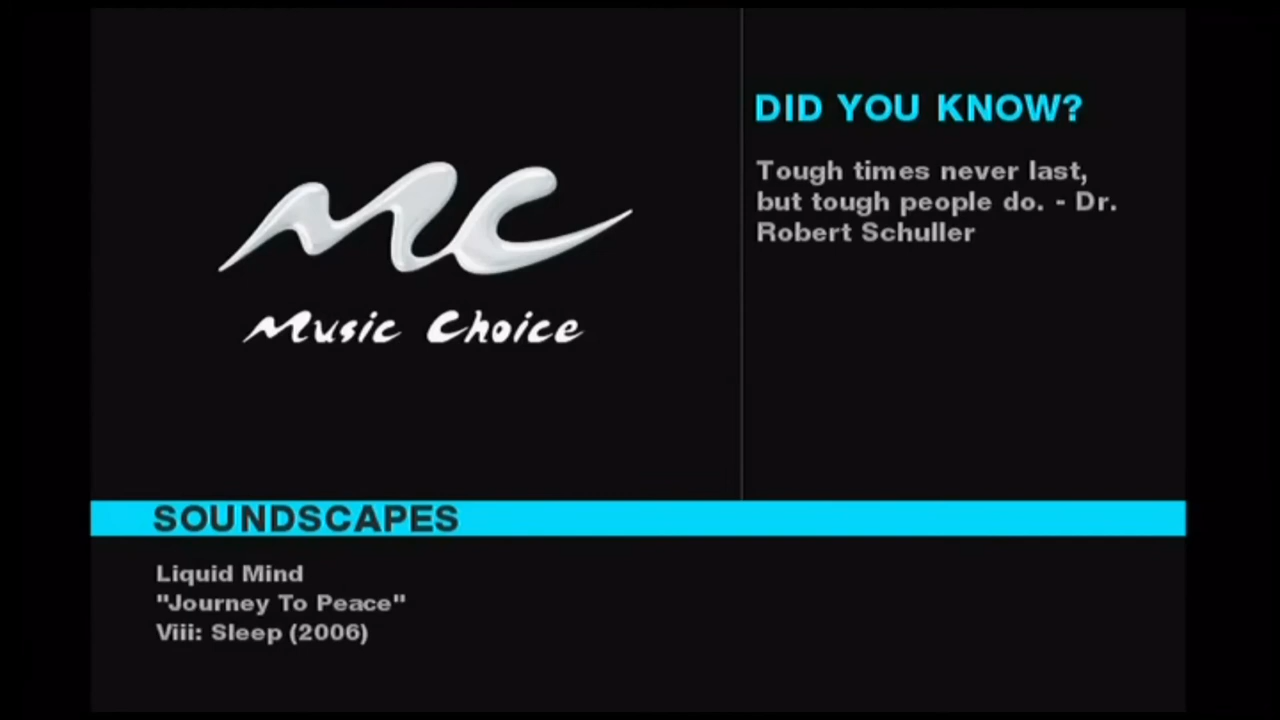 MC
Music Choice
DID YOU KNOW?
Tough times never last,
but tough people do. - Dr.
Robert Schuller
SOUNDSCAPES
Liquid Mind
"Journey To Peace"
Viii: Sleep (2006)